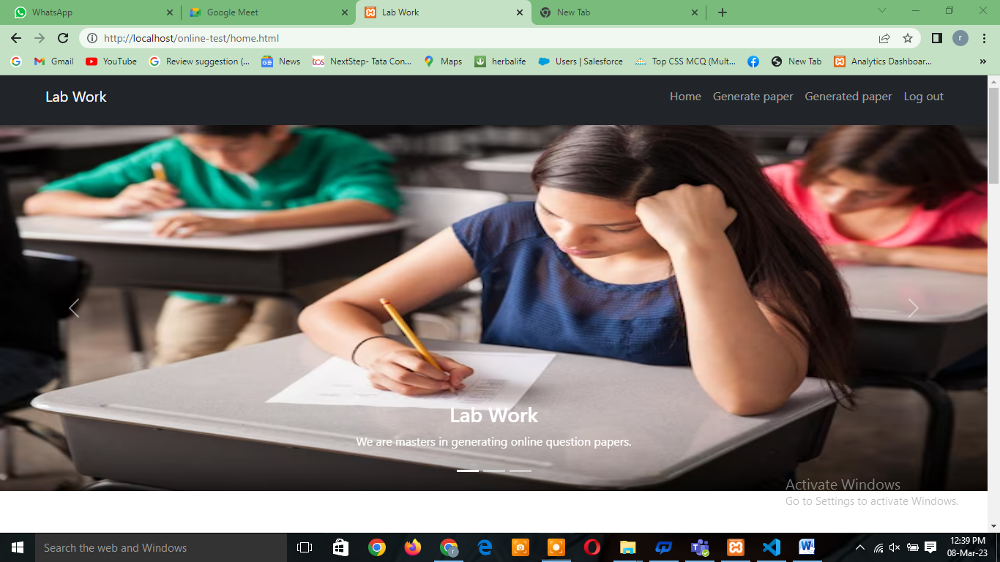 WhatsApp
Google Meet
Lab Work
New Tab
http://localhost/online-test/home.html
r
Gmail
YouTube
Review suggestion (...
News
NextStep- Tata Con...
Maps
herbalife
Users | Salesforce
Top CSS MCQ (Mult...
New Tab
Analytics Dashboar...
»
Lab Work
Home
Generate paper
Generated paper
Log out
Lab Work
We are masters in generating online question papers.
Activate Windows
Go to Settings to activate Windows.
Search the web and Windows
12:39 PM
08-Mar-23